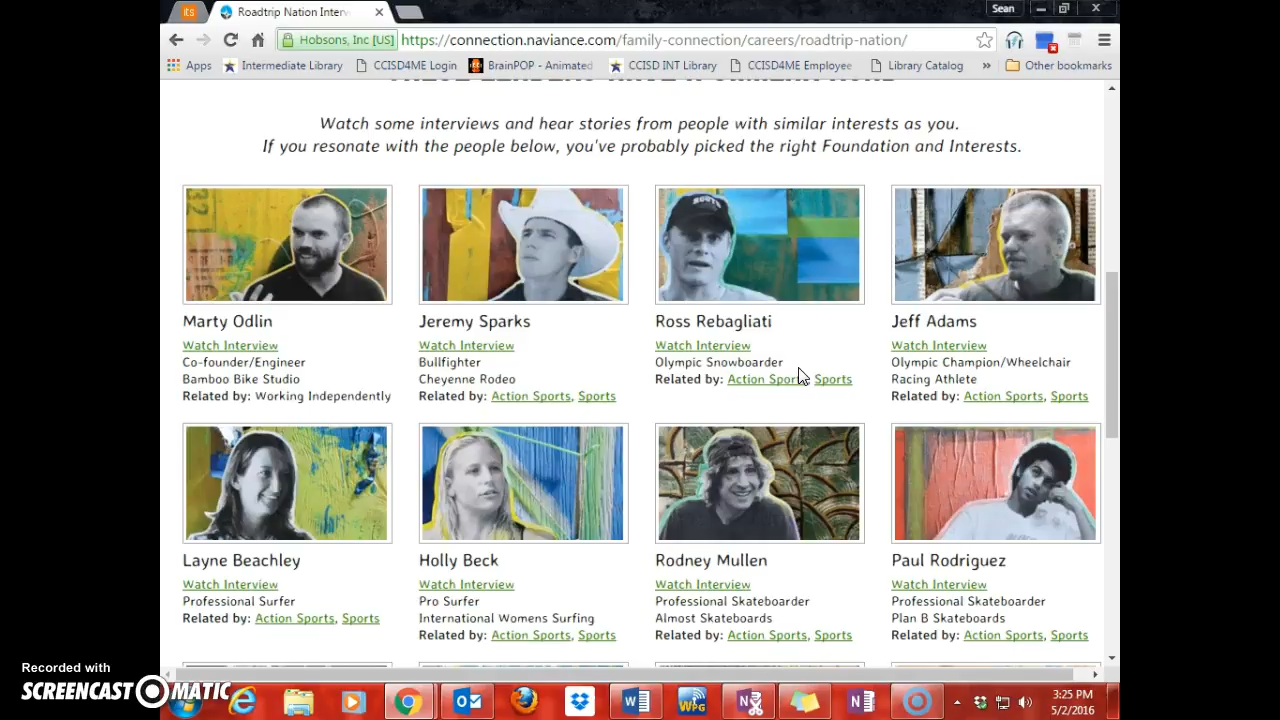 its
Roadtrip Nation Interv
Sean
Hobsons, Inc [US]
https://connection.naviance.com/family-connection/careers/roadtrip-nation/
Apps
Intermediate Library
CCISD4ME Login
BrainPOP - Animated
CCISD INT Library
CCISD4ME Employee
Library Catalog
»
Other bookmarks
Watch some interviews and hear stories from people with similar interests as you.
If you resonate with the people below, you've probably picked the right Foundation and Interests.
Marty Odlin
Watch Interview
Co-founder/Engineer
Bamboo Bike Studio
Related by: Working Independently
Jeremy Sparks
Watch Interview
Bullfighter
Cheyenne Rodeo
Related by: Action Sports, Sports
Ross Rebagliati
Watch Interview
Olympic Snowboarder
Related by: Action Sports, Sports
Jeff Adams
Watch Interview
Olympic Champion/Wheelchair
Racing Athlete
Related by: Action Sports, Sports
Layne Beachley
Watch Interview
Professional Surfer
Related by: Action Sports, Sports
Holly Beck
Watch Interview
Pro Surfer
International Womens Surfing
Related by: Action Sports, Sports
Rodney Mullen
Watch Interview
Professional Skateboarder
Almost Skateboards
Related by: Action Sports, Sports
Paul Rodriguez
Watch Interview
Professional Skateboarder
Plan B Skateboards
Related by: Action Sports, Sports
Recorded with
SCREENCAST MATIC
3:25 PM
5/2/2016